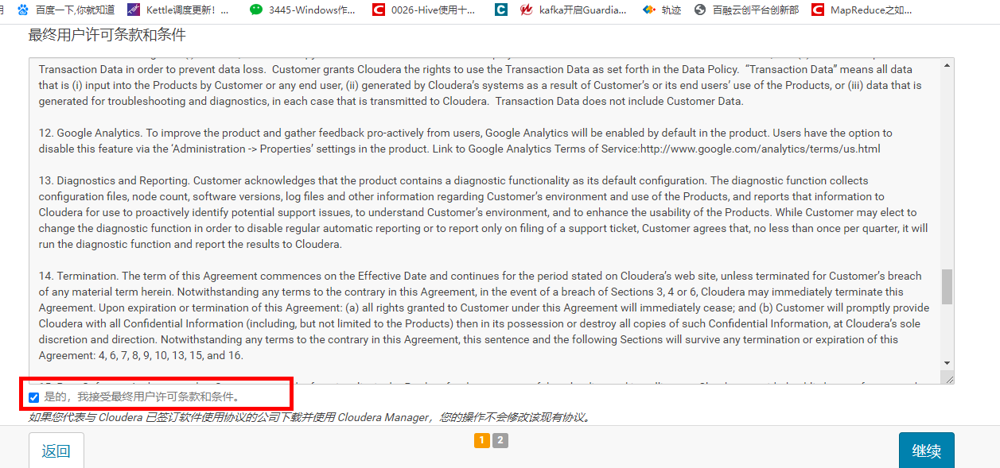 百度一下,你就知道 Kettle调度更新! ... 3445-Windows作... 0026-Hive使用十... kafka开启Guardia... 轨迹 百融云创平台创新部 MapReduce之如...
最终用户许可条款和条件
Transaction Data in order to prevent data loss. Customer grants Cloudera the rights to use the Transaction Data as set forth in the Data Policy. “Transaction Data” means all data
that is (i) input into the Products by Customer or any end user, (ii) generated by Cloudera’s systems as a result of Customer’s or its end users’ use of the Products, or (iii) data that is
generated for troubleshooting and diagnostics, in each case that is transmitted to Cloudera. Transaction Data does not include Customer Data.
12. Google Analytics. To improve the product and gather feedback pro-actively from users, Google Analytics will be enabled by default in the product. Users have the option to
disable this feature via the ‘Administration -> Properties’ settings in the product. Link to Google Analytics Terms of Service:http://www.google.com/analytics/terms/us.html
13. Diagnostics and Reporting. Customer acknowledges that the product contains a diagnostic functionality as its default configuration. The diagnostic function collects
configuration files, node count, software versions, log files and other information regarding Customer’s environment and use of the Products, and reports that information to
Cloudera for use to proactively identify potential support issues, to understand Customer’s environment, and to enhance the usability of the Products. While Customer may elect to
change the diagnostic function in order to disable regular automatic reporting or to report only on filing of a support ticket, Customer agrees that, no less than once per quarter, it will
run the diagnostic function and report the results to Cloudera.
14. Termination. The term of this Agreement commences on the Effective Date and continues for the period stated on Cloudera’s web site, unless terminated for Customer’s breach
of any material term herein. Notwithstanding any terms to the contrary in this Agreement, in the event of a breach of Sections 3, 4 or 6, Cloudera may immediately terminate this
Agreement. Upon expiration or termination of this Agreement: (a) all rights granted to Customer under this Agreement will immediately cease; and (b) Customer will promptly provide
Cloudera with all Confidential Information (including, but not limited to the Products) then in its possession or destroy all copies of such Confidential Information, at Cloudera’s sole
discretion and direction. Notwithstanding any terms to the contrary in this Agreement, this sentence and the following Sections will survive any termination or expiration of this
Agreement: 4, 6, 7, 8, 9, 10, 13, 15, and 16.
是的，我接受最终用户许可条款和条件。
如果您代表与 Cloudera 已签订软件使用协议的公司下载并使用 Cloudera Manager，您的操作不会修改该现有协议。
返回 1 2 继续